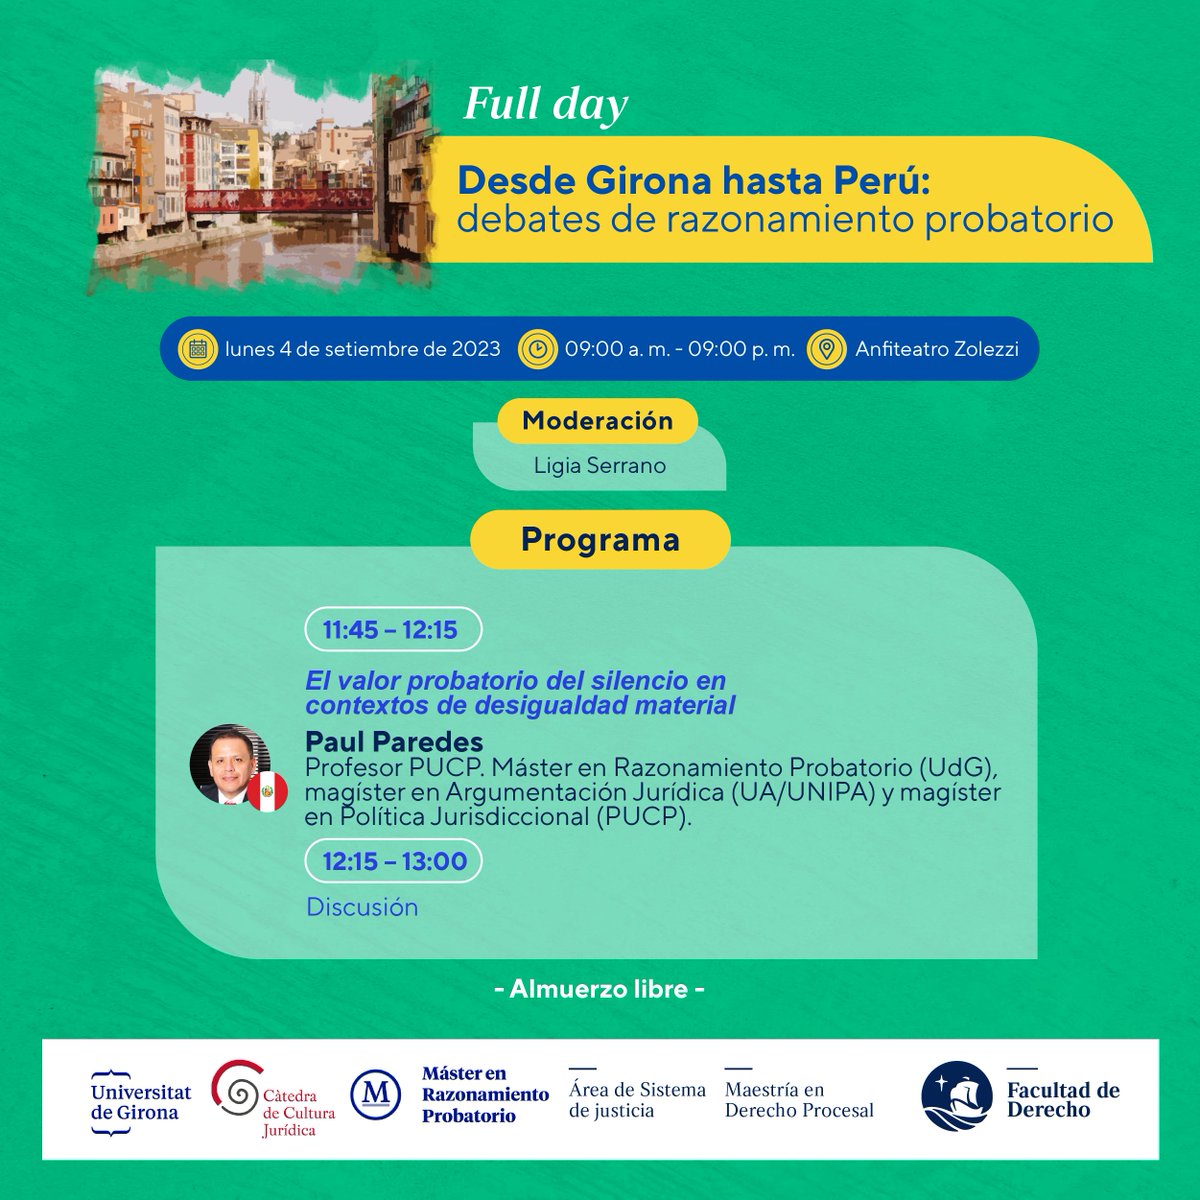 Full day
Desde Girona hasta Perú:
debates de razonamiento probatorio
lunes 4 de setiembre de 2023 09:00 a. m. - 09:00 p. m. Anfiteatro Zolezzi
Moderación
Ligia Serrano
Programa
11:45 – 12:15
El valor probatorio del silencio en
contextos de desigualdad material
Paul Paredes
Profesor PUCP. Máster en Razonamiento Probatorio (UdG),
magíster en Argumentación Jurídica (UA/UNIPA) y magíster
en Política Jurisdiccional (PUCP).
12:15 – 13:00
Discusión
- Almuerzo libre -
Universitat
de Girona
Càtedra
de Cultura
Jurídica
M
Máster en
Razonamiento
Probatorio
Área de Sistema
de justicia
Maestría en
Derecho Procesal
Facultad de
Derecho